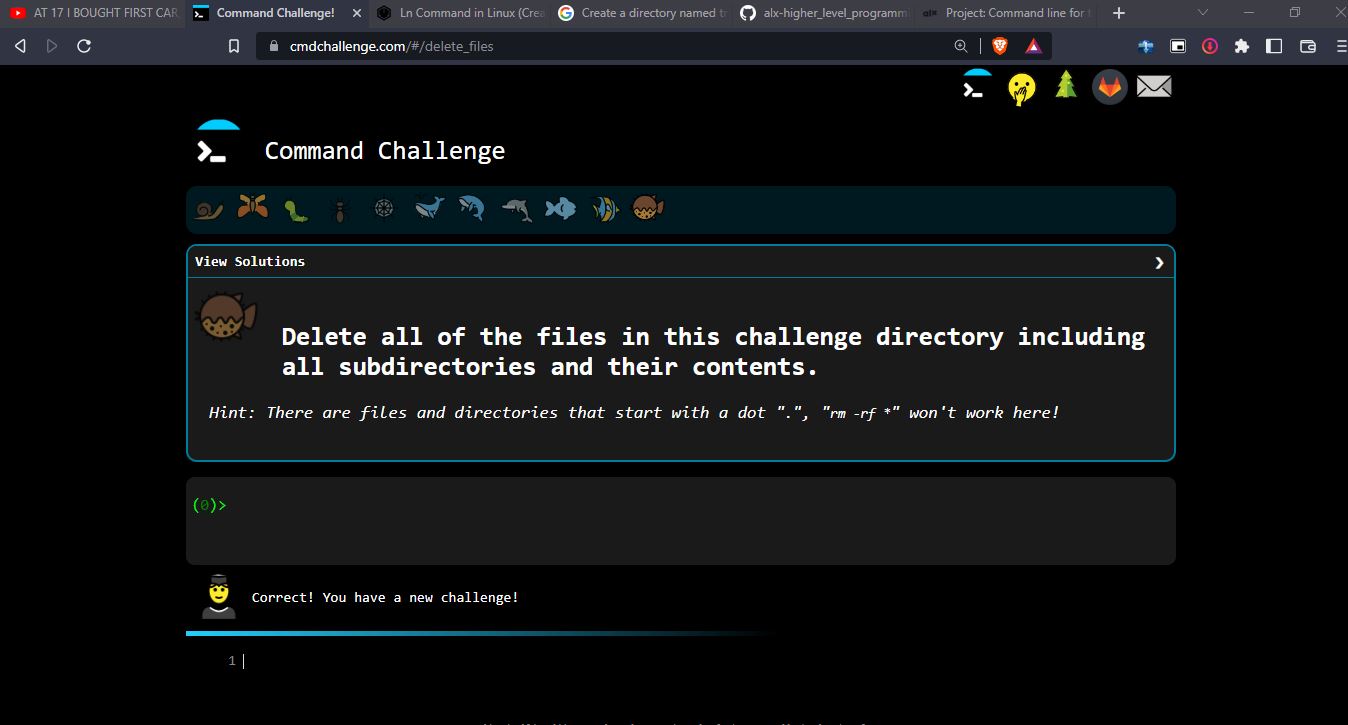 AT 17 I BOUGHT FIRST CAR
Command Challenge!
Ln Command in Linux (Crea
Create a directory named t
alx-higher_level_programm
Project: Command line for
cmdchallenge.com/#/delete_files
Command Challenge
View Solutions
Delete all of the files in this challenge directory including
all subdirectories and their contents.
Hint: There are files and directories that start with a dot ".", "rm -rf *" won't work here!
(0)>
Correct! You have a new challenge!
1